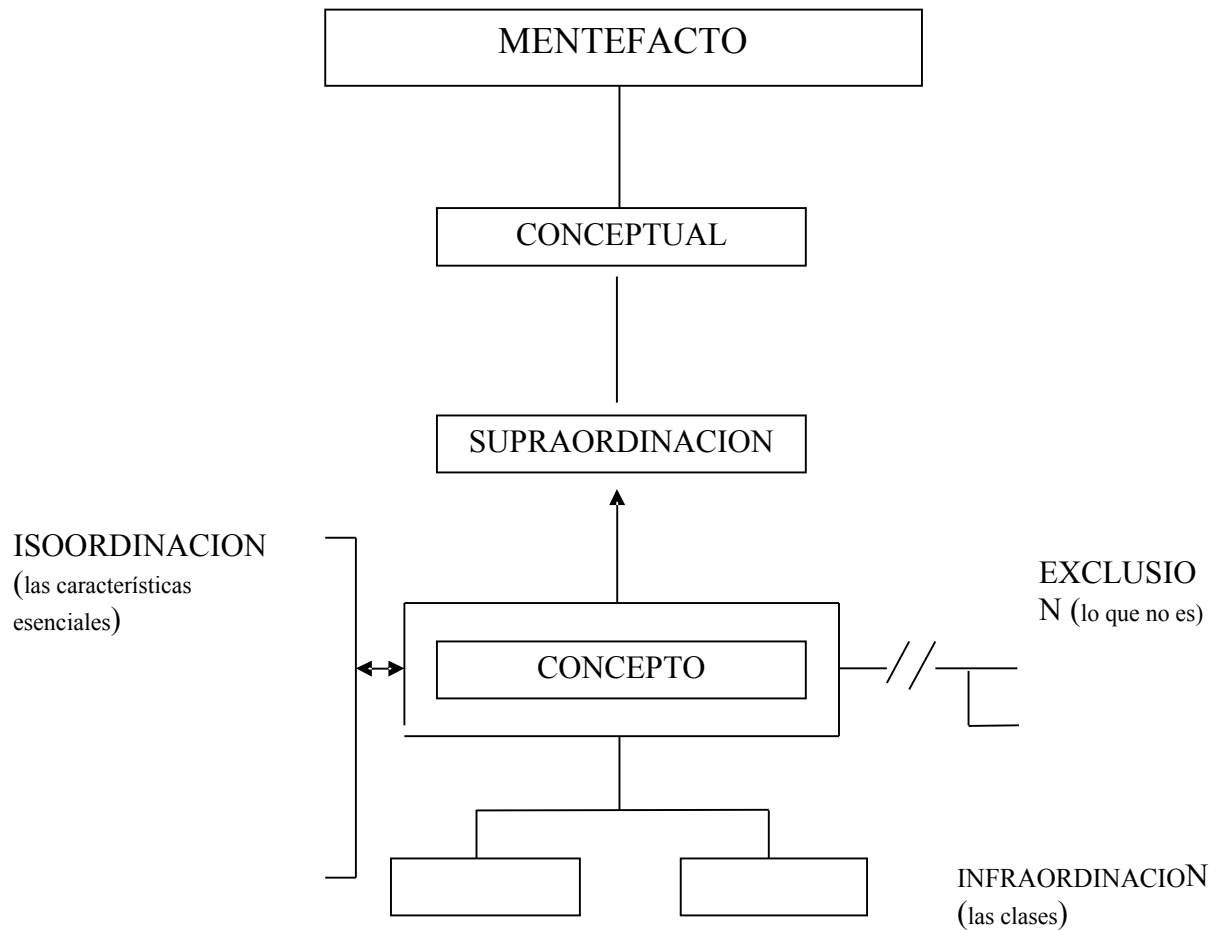 MENTEFACTO
CONCEPTUAL
SUPRAORDINACION
ISOORDINACION
(las características
esenciales)
EXCLUSIO
N (lo que no es)
CONCEPTO
INFRAORDINACION
(las clases)